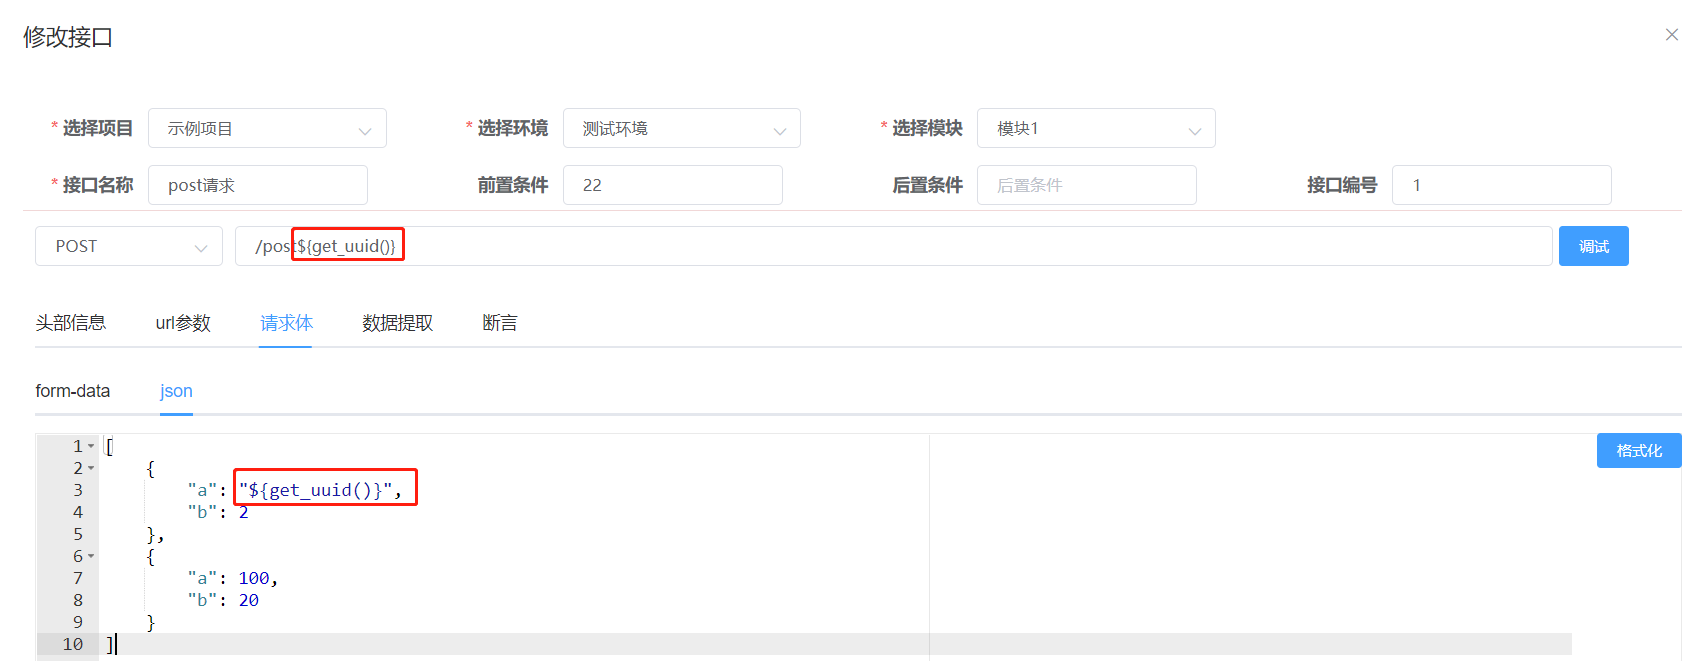 修改接口
* 选择项目 示例项目 * 选择环境 测试环境 * 选择模块 模块1
* 接口名称 post请求 前置条件 22 后置条件 后置条件 接口编号 1
POST /post${get_uuid()} 调试
头部信息 url参数 请求体 数据提取 断言
form-data json
格式化
1 [
2 {
3 "a": "${get_uuid()}",
4 "b": 2
5 },
6 {
7 "a": 100,
8 "b": 20
9 }
10 ]